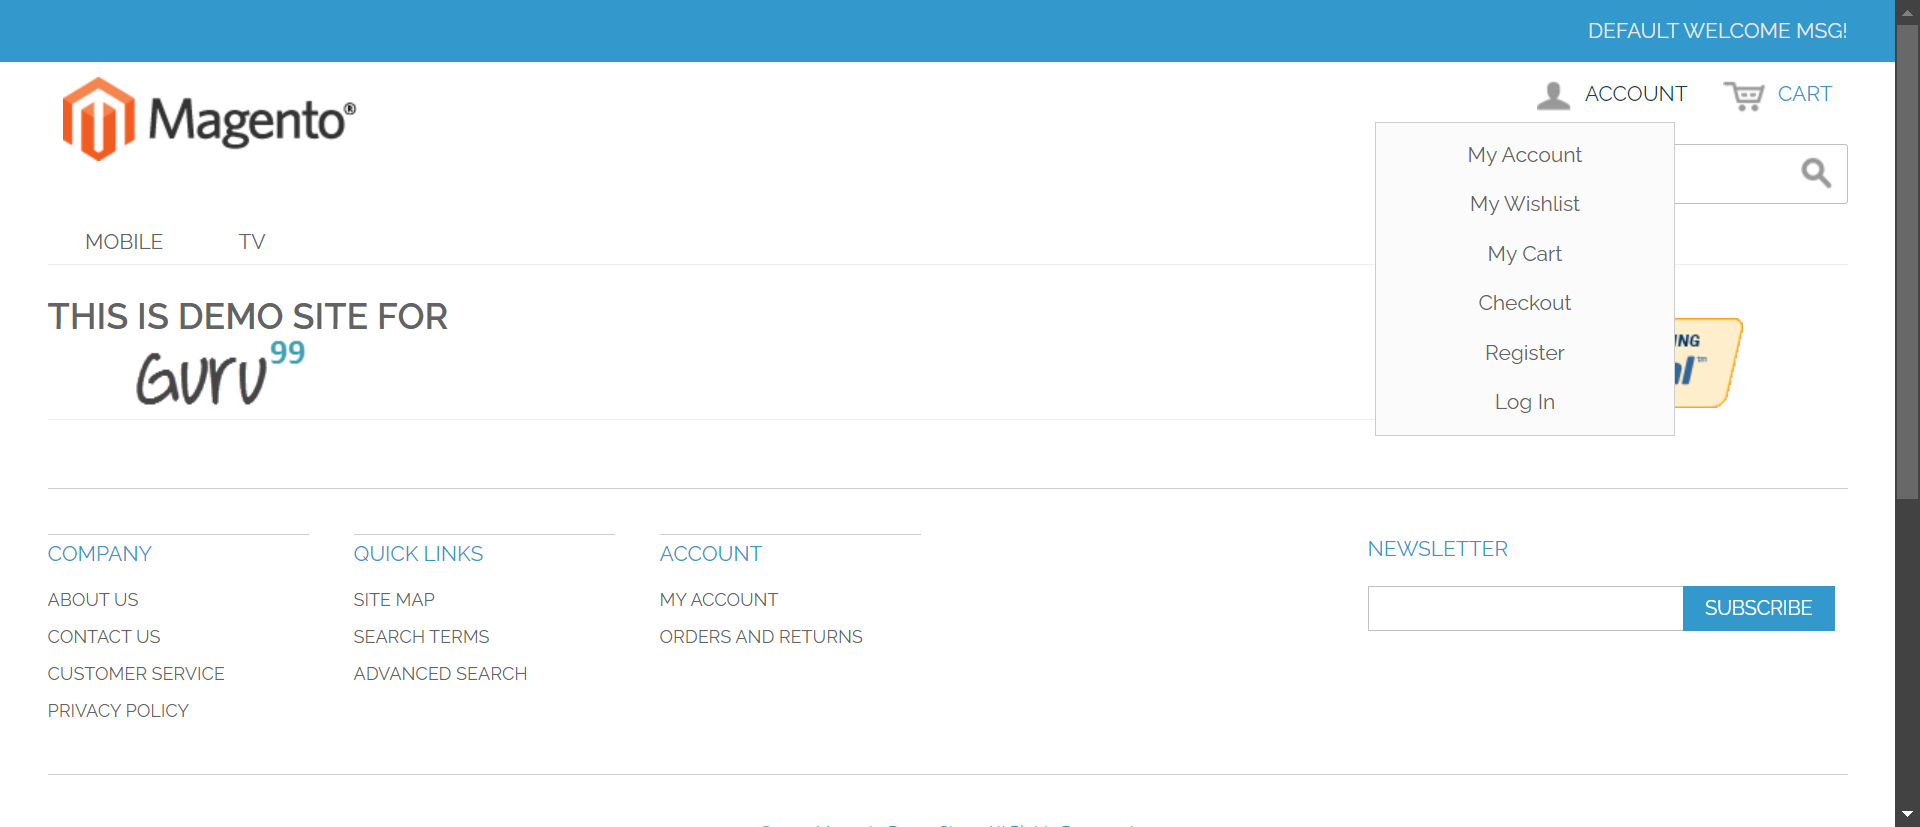 DEFAULT WELCOME MSG!
Magento®
ACCOUNT
CART
My Account
My Wishlist
My Cart
Checkout
Register
Log In
MOBILE
TV
THIS IS DEMO SITE FOR
Guru99
COMPANY
ABOUT US
CONTACT US
CUSTOMER SERVICE
PRIVACY POLICY
QUICK LINKS
SITE MAP
SEARCH TERMS
ADVANCED SEARCH
ACCOUNT
MY ACCOUNT
ORDERS AND RETURNS
NEWSLETTER
SUBSCRIBE